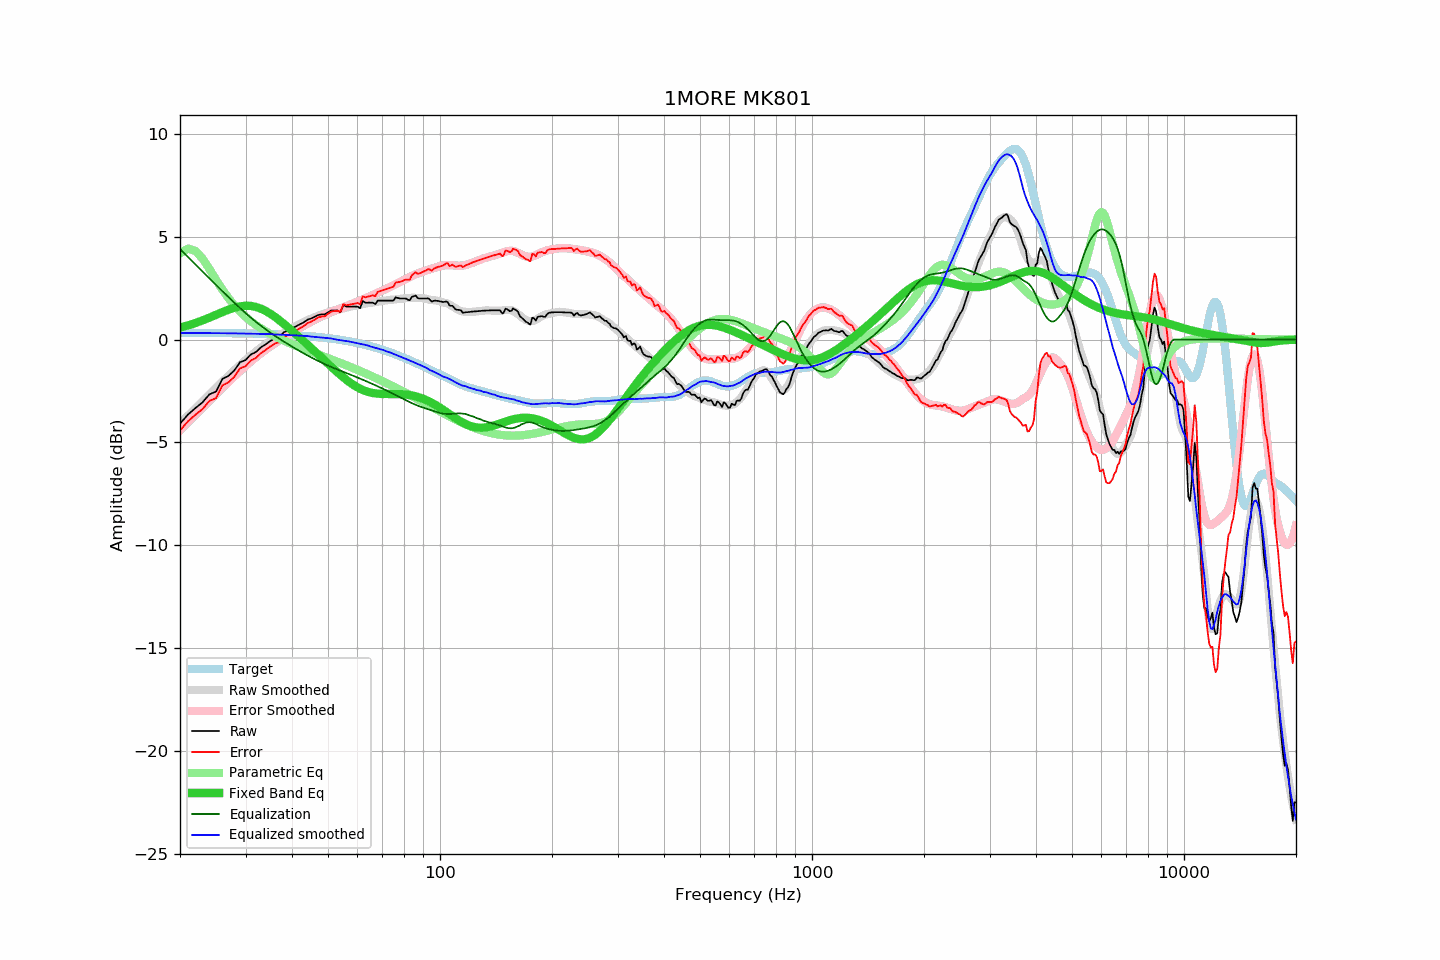 1MORE MK801
10
5
0
−5
−10
−15
−20
−25
Amplitude (dBr)
Target
Raw Smoothed
Error Smoothed
Raw
Error
Parametric Eq
Fixed Band Eq
Equalization
Equalized smoothed
100
1000
10000
Frequency (Hz)